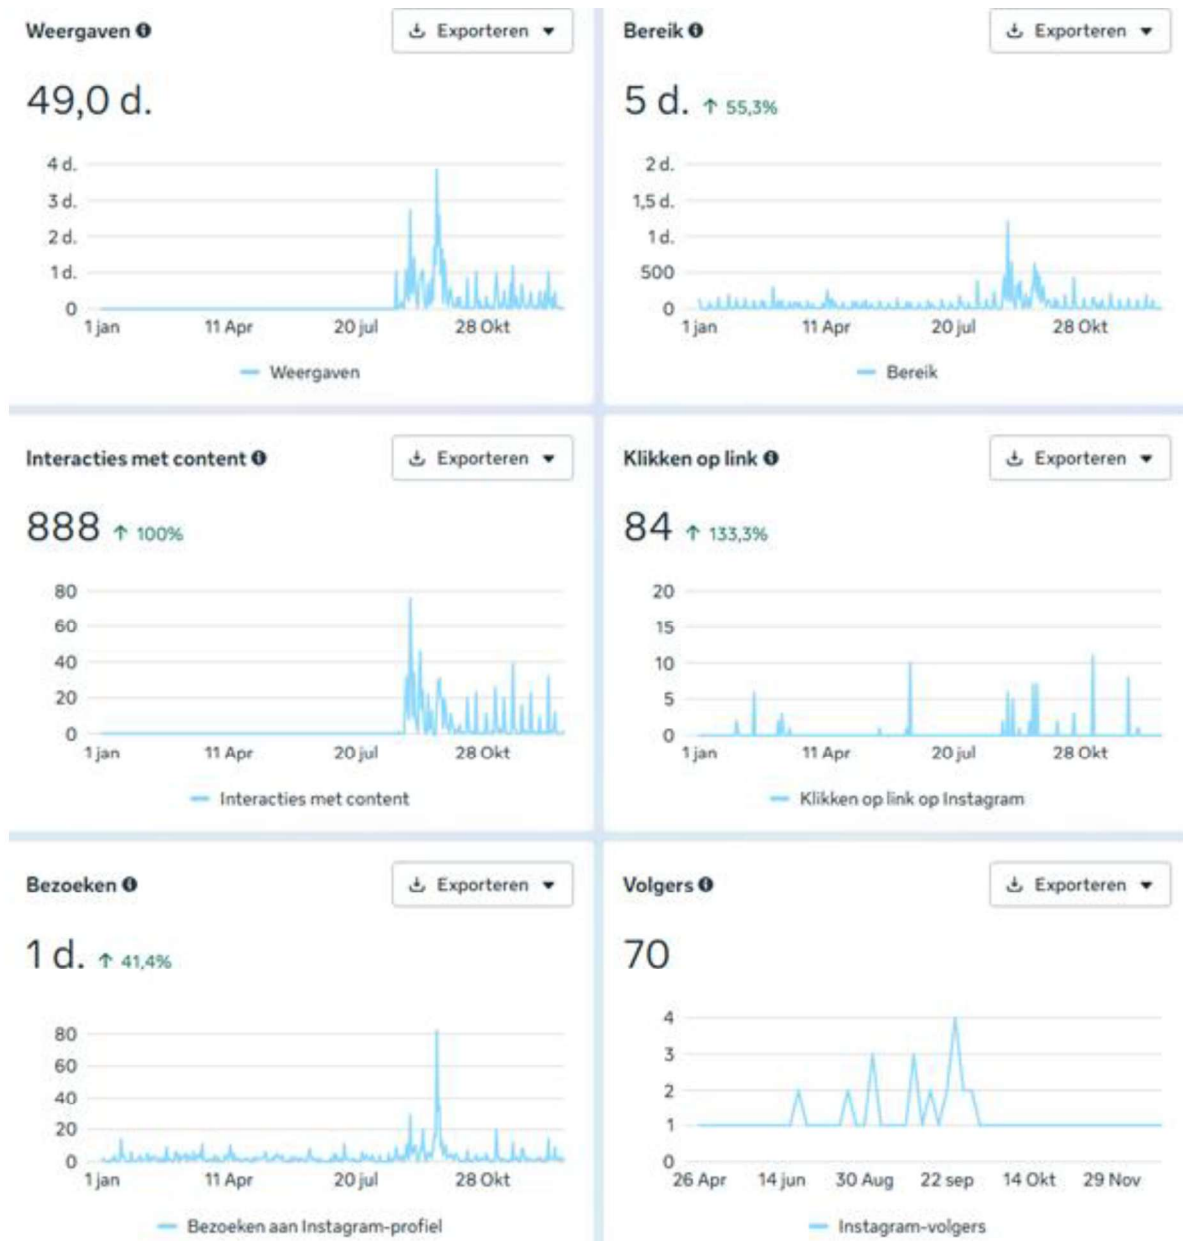 Weergaven
Exporteren
49,0 d.
4 d.
3 d.
2 d.
1 d.
0
1 jan
11 Apr
20 jul
28 Okt
Weergaven
Bereik
Exporteren
5 d. ↑ 55,3%
2 d.
1,5 d.
1 d.
500
0
1 jan
11 Apr
20 jul
28 Okt
Bereik
Interacties met content
Exporteren
888 ↑ 100%
80
60
40
20
0
1 jan
11 Apr
20 jul
28 Okt
Interacties met content
Klikken op link
Exporteren
84 ↑ 133,3%
20
15
10
5
0
1 jan
11 Apr
20 jul
28 Okt
Klikken op link op Instagram
Bezoeken
Exporteren
1 d. ↑ 41,4%
80
60
40
20
0
1 jan
11 Apr
20 jul
28 Okt
Bezoeken aan Instagram-profiel
Volgers
Exporteren
70
4
3
2
1
0
26 Apr
14 jun
30 Aug
22 sep
14 Okt
29 Nov
Instagram-volgers